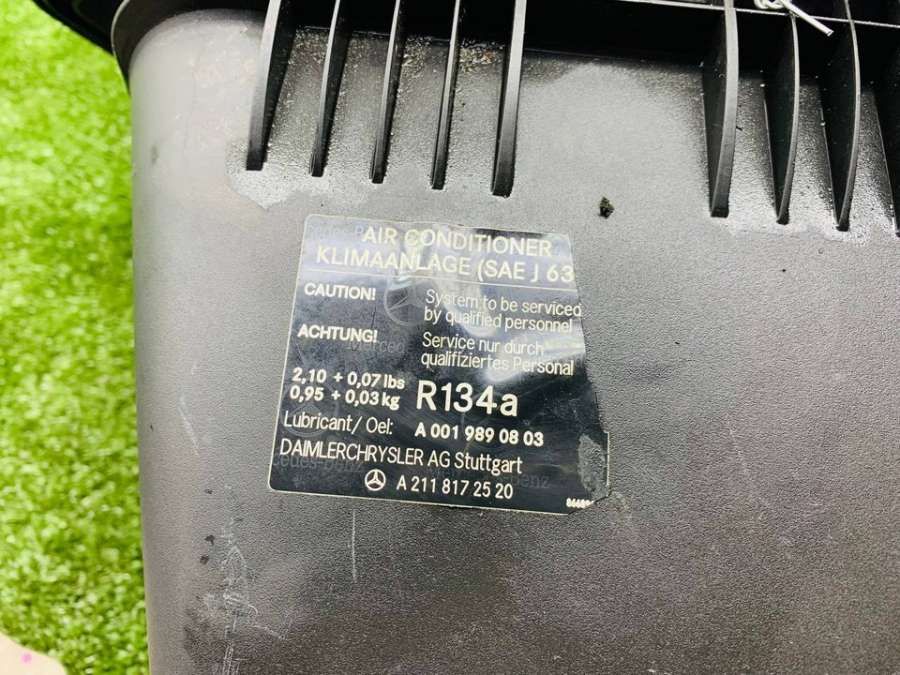 AIR CONDITIONER
KLIMAANLAGE (SAE J 63
CAUTION! System to be serviced
by qualified personnel
ACHTUNG! Service nur durch
qualifiziertes Personal
2,10 + 0,07 lbs R134a
0,95 + 0,03 kg
Lubricant/ Oel: A 001 989 08 03
DAIMLERCHRYSLER AG Stuttgart
A 211 817 25 20